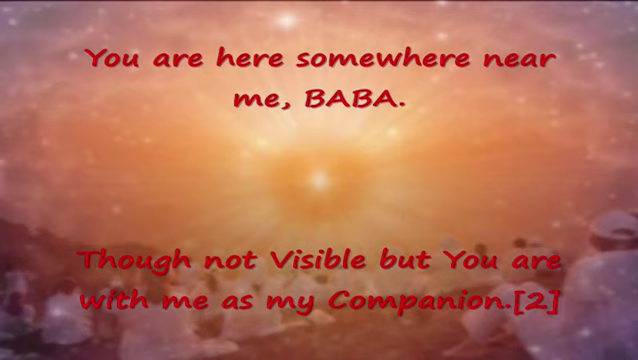 You are here somewhere near
me, BABA.
Though not Visible but You are
with me as my Companion.[2]